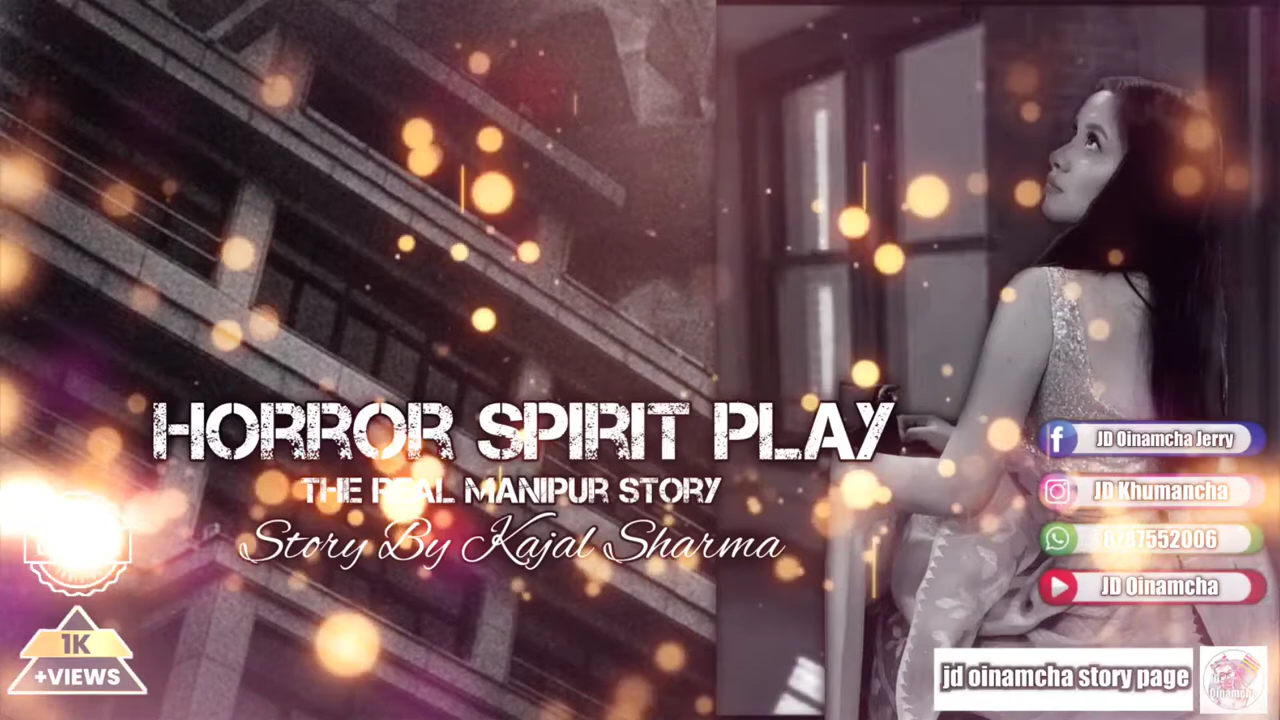 HORROR SPIRIT PLAY
THE REAL MANIPUR STORY
Story By Kajal Sharma
JD Oinamcha Jerry
JD Khumancha
8787552006
JD Oinamcha
1K
+VIEWS
jd oinamcha story page